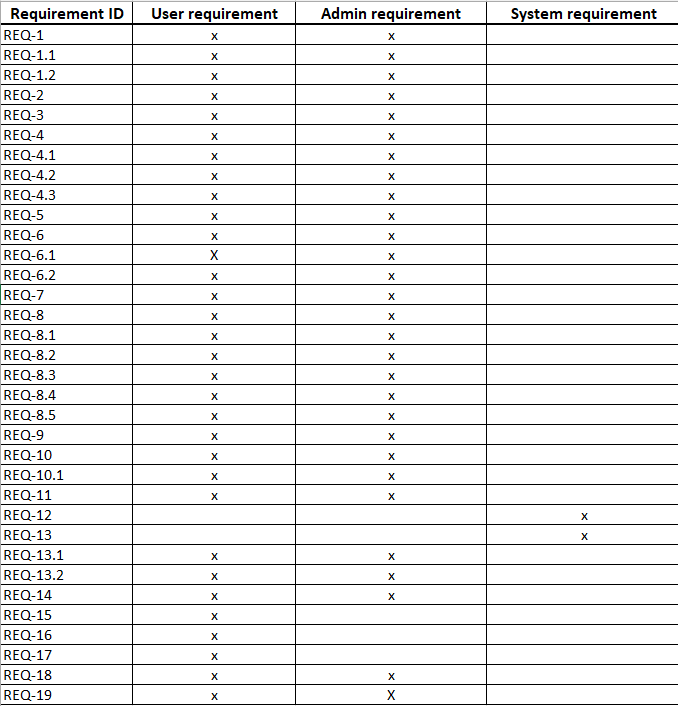 Requirement ID User requirement Admin requirement System requirement
REQ-1 x x
REQ-1.1 x x
REQ-1.2 x x
REQ-2 x x
REQ-3 x x
REQ-4 x x
REQ-4.1 x x
REQ-4.2 x x
REQ-4.3 x x
REQ-5 x x
REQ-6 x x
REQ-6.1 X x
REQ-6.2 x x
REQ-7 x x
REQ-8 x x
REQ-8.1 x x
REQ-8.2 x x
REQ-8.3 x x
REQ-8.4 x x
REQ-8.5 x x
REQ-9 x x
REQ-10 x x
REQ-10.1 x x
REQ-11 x x
REQ-12 x
REQ-13 x
REQ-13.1 x x
REQ-13.2 x x
REQ-14 x x
REQ-15 x
REQ-16 x
REQ-17 x
REQ-18 x x
REQ-19 x X